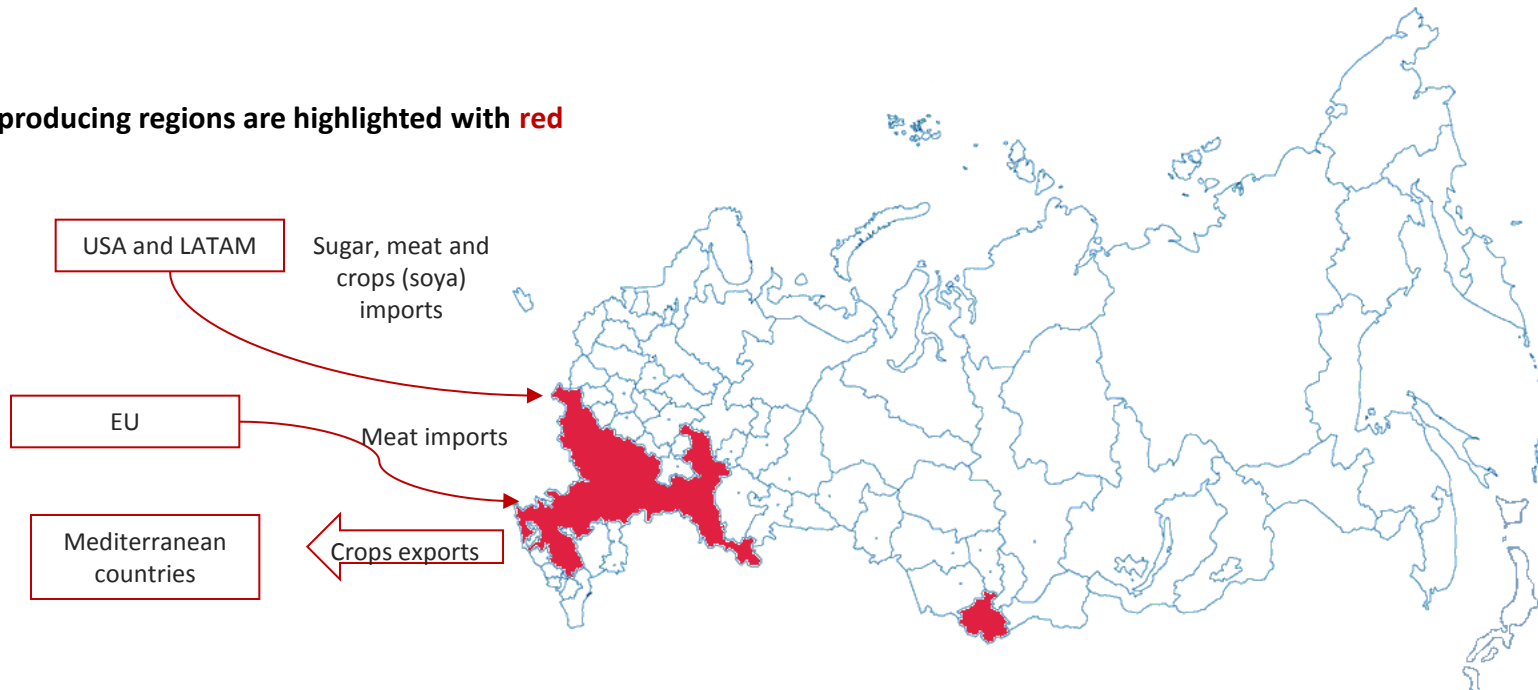 producing regions are highlighted with red
USA and LATAM
Sugar, meat and
crops (soya)
imports
EU
Meat imports
Mediterranean
countries
Crops exports